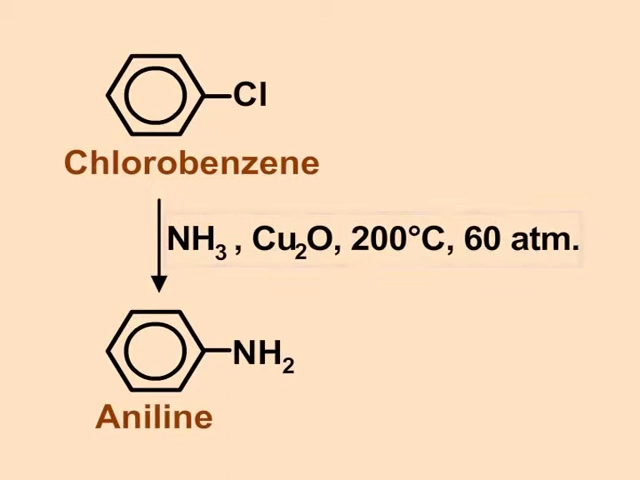 Cl
Chlorobenzene
NH₃ , Cu₂O, 200°C, 60 atm.
NH₂
Aniline